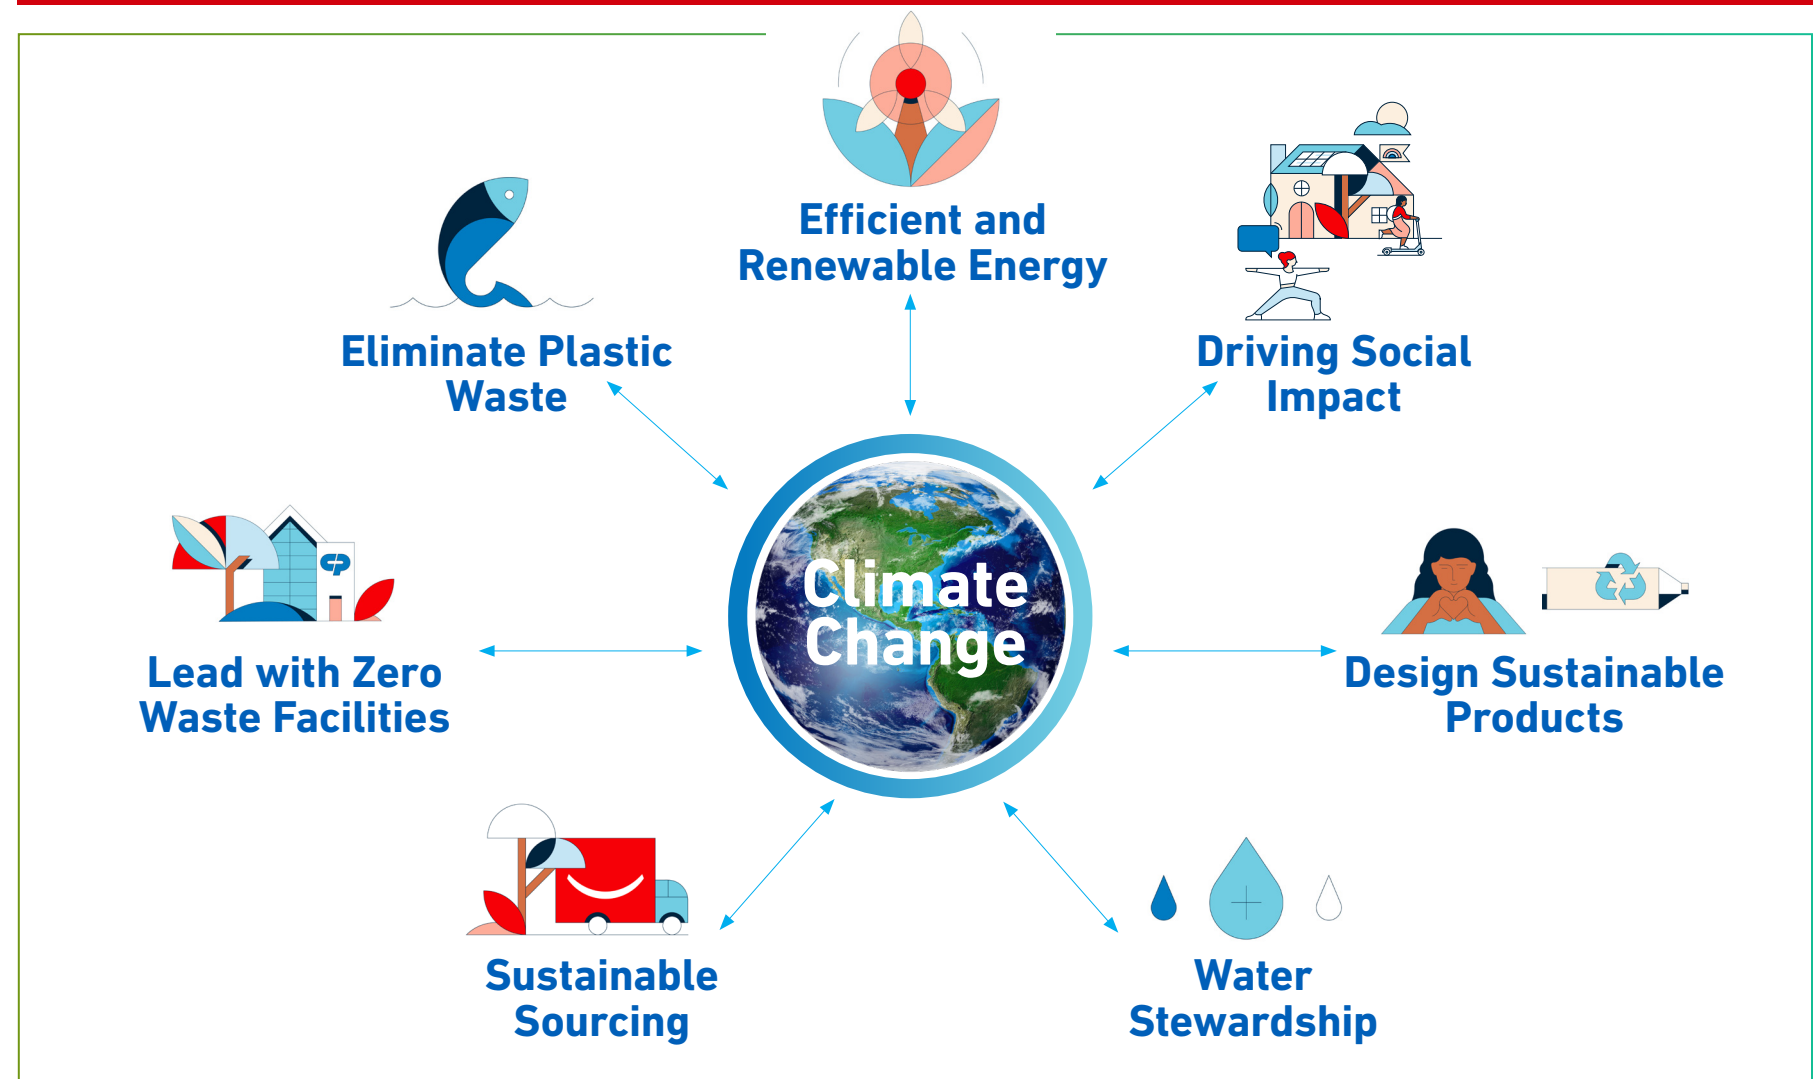 Efficient and
Renewable Energy
Eliminate Plastic
Waste
Driving Social
Impact
Climate
Change
Lead with Zero
Waste Facilities
Design Sustainable
Products
Sustainable
Sourcing
Water
Stewardship